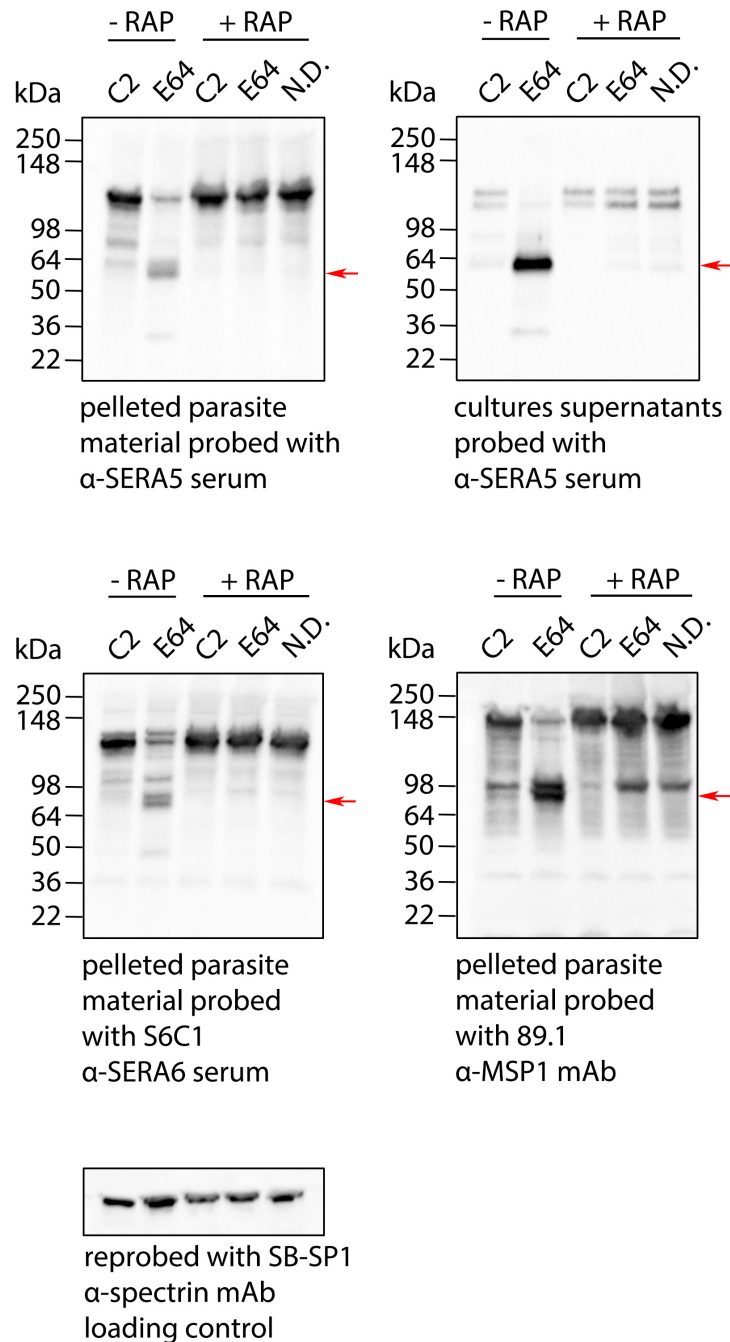 - RAP + RAP
kDa C2 E64 C2 E64 N.D.
250
148
98
64
50
36
22
pelleted parasite
material probed with
α-SERA5 serum
- RAP + RAP
kDa C2 E64 C2 E64 N.D.
250
148
98
64
50
36
22
cultures supernatants
probed with
α-SERA5 serum
- RAP + RAP
kDa C2 E64 C2 E64 N.D.
250
148
98
64
50
36
22
pelleted parasite
material probed
with S6C1
α-SERA6 serum
- RAP + RAP
kDa C2 E64 C2 E64 N.D.
250
148
98
64
50
36
22
pelleted parasite
material probed
with 89.1
α-MSP1 mAb
reprobed with SB-SP1
α-spectrin mAb
loading control